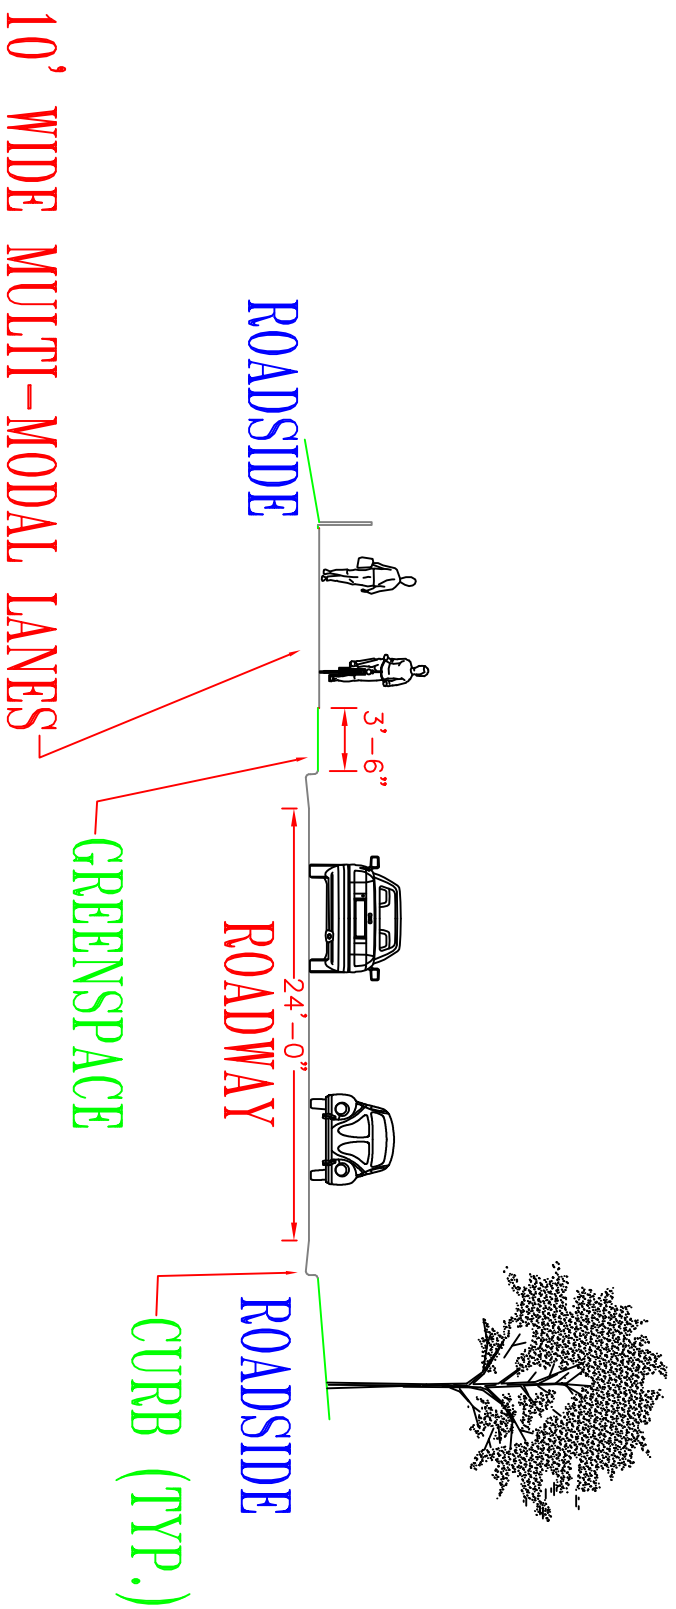 ROADSIDE
3'-6"
24'-0"
ROADWAY
ROADSIDE
GREENSPACE
CURB (TYP.)
10' WIDE MULTI-MODAL LANES